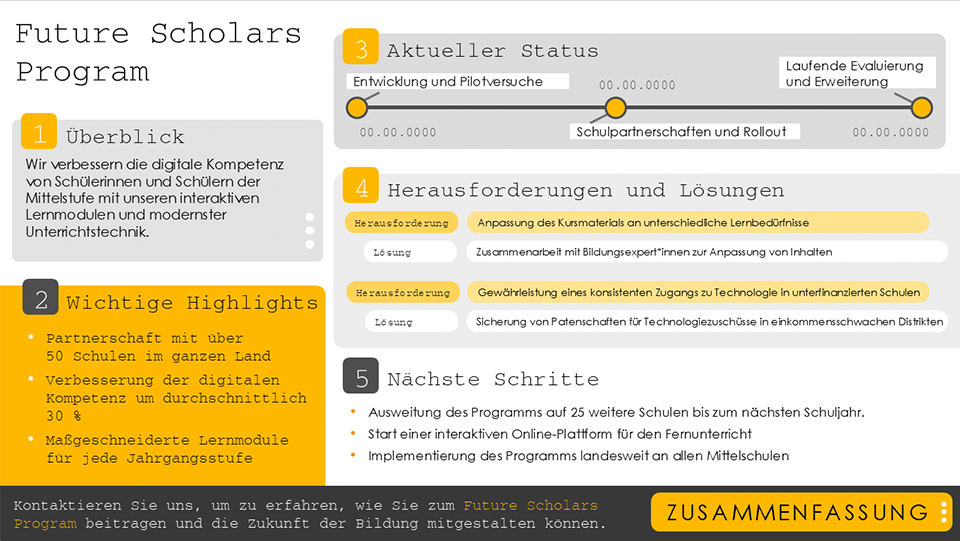 Future Scholars
Program
1
Überblick
Wir verbessern die digitale Kompetenz
von Schülerinnen und Schülern der
Mittelstufe mit unseren interaktiven
Lernmodulen und modernster
Unterrichtstechnik.
2
Wichtige Highlights
• Partnerschaft mit über
50 Schulen im ganzen Land
• Verbesserung der digitalen
Kompetenz um durchschnittlich
30 %
• Maßgeschneiderte Lernmodule
für jede Jahrgangsstufe
3
Aktueller Status
Entwicklung und Pilotversuche
00.00.0000
Schulpartnerschaften und Rollout
00.00.0000
Laufende Evaluierung
und Erweiterung
00.00.0000
4
Herausforderungen und Lösungen
Herausforderung Anpassung des Kursmaterials an unterschiedliche Lernbedürfnisse
Lösung Zusammenarbeit mit Bildungsexpert*innen zur Anpassung von Inhalten
Herausforderung Gewährleistung eines konsistenten Zugangs zu Technologie in unterfinanzierten Schulen
Lösung Sicherung von Patenschaften für Technologiezuschüsse in einkommensschwachen Distrikten
5
Nächste Schritte
• Ausweitung des Programms auf 25 weitere Schulen bis zum nächsten Schuljahr.
• Start einer interaktiven Online-Plattform für den Fernunterricht
• Implementierung des Programms landesweit an allen Mittelschulen
Kontaktieren Sie uns, um zu erfahren, wie Sie zum Future Scholars
Program beitragen und die Zukunft der Bildung mitgestalten können.
ZUSAMMENFASSUNG